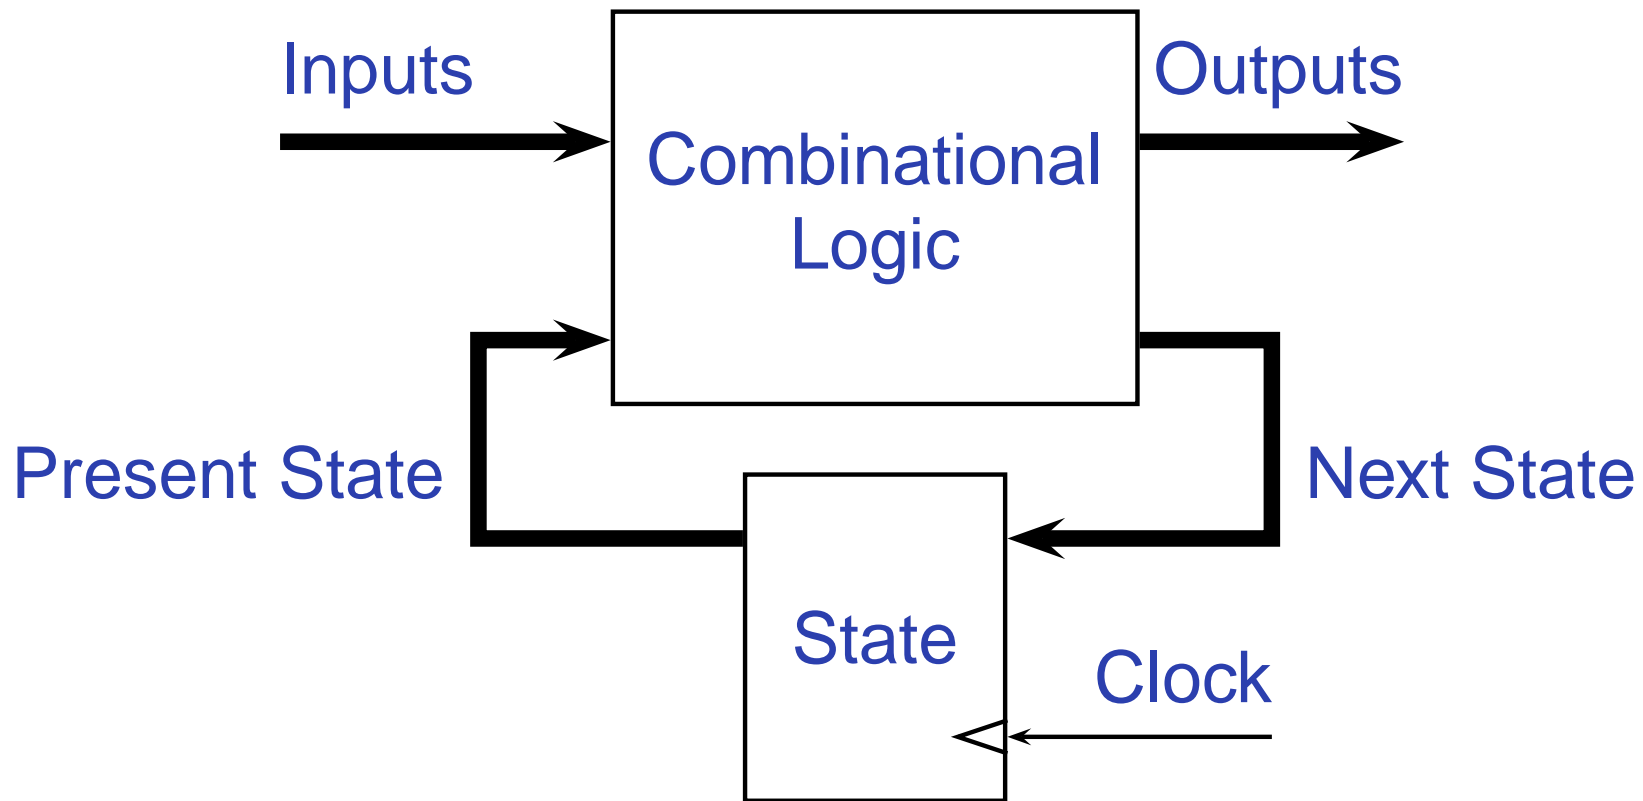 Inputs
Outputs
Combinational
Logic
Present State
Next State
State
Clock